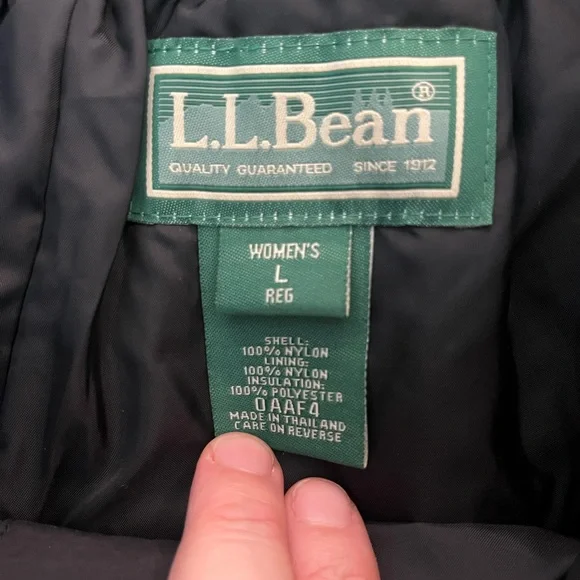 L.L.Bean®
QUALITY GUARANTEED SINCE 1912
WOMEN'S
L
REG
SHELL:
100% NYLON
LINING:
100% NYLON
INSULATION:
100% POLYESTER
0AAF4
MADE IN THAILAND
CARE ON REVERSE